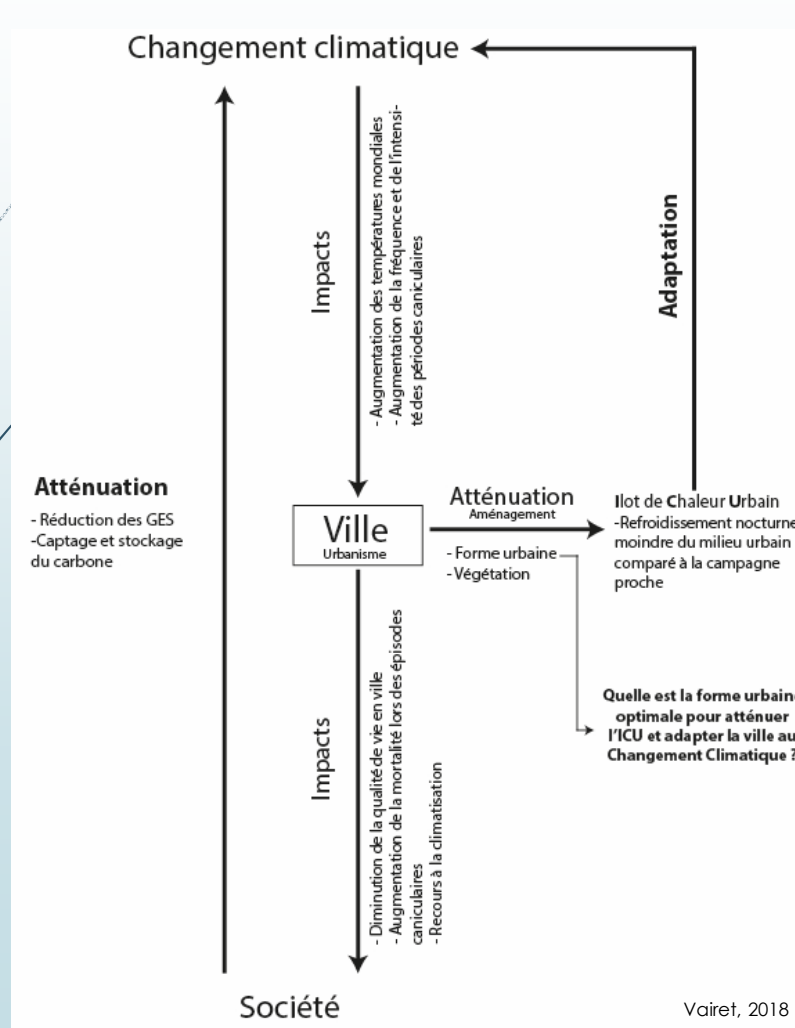 Changement climatique
Impacts
- Augmentation des températures mondiales
- Augmentation de la fréquence et de l'intensi-
té des périodes caniculaires
Adaptation
Atténuation
- Réduction des GES
-Captage et stockage
du carbone
Ville
Urbanisme
Atténuation
Aménagement
- Forme urbaine
- Végétation
Ilot de Chaleur Urbain
-Refroidissement nocturne
moindre du milieu urbain
comparé à la campagne
proche
Quelle est la forme urbaine
optimale pour atténuer
l'ICU et adapter la ville au
Changement Climatique ?
Impacts
- Diminution de la qualité de vie en ville
- Augmentation de la mortalité lors des épisodes
caniculaires
- Recours à la climatisation
Société
Vairet, 2018